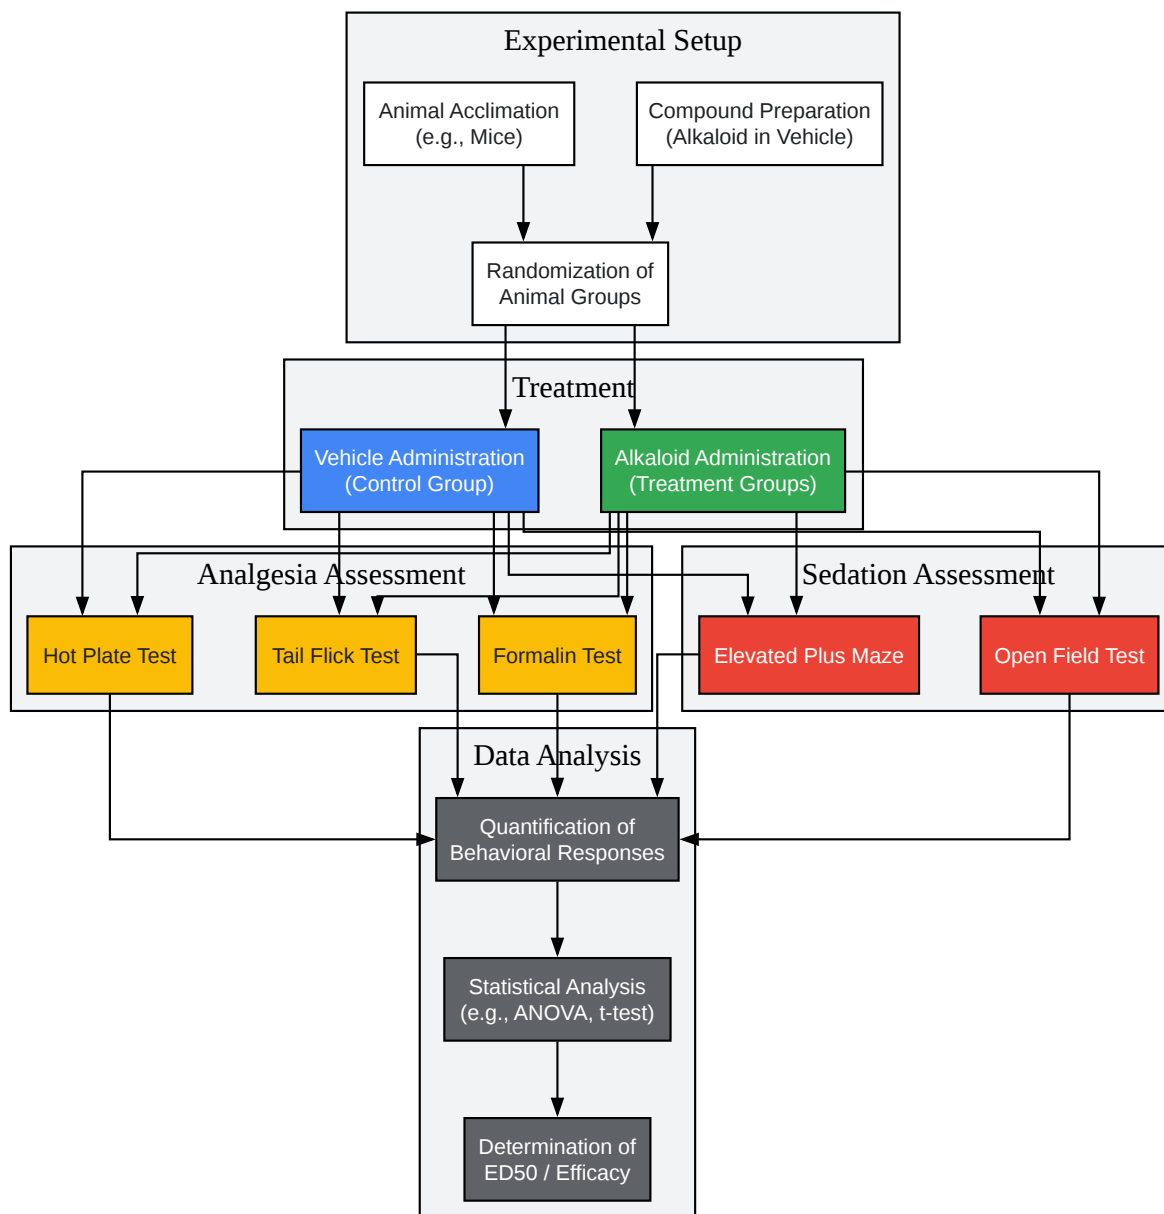 Experimental Setup
Animal Acclimation
(e.g., Mice)
Compound Preparation
(Alkaloid in Vehicle)
Randomization of
Animal Groups
Treatment
Vehicle Administration
(Control Group)
Alkaloid Administration
(Treatment Groups)
Analgesia Assessment
Sedation Assessment
Hot Plate Test
Tail Flick Test
Formalin Test
Elevated Plus Maze
Open Field Test
Data Analysis
Quantification of
Behavioral Responses
Statistical Analysis
(e.g., ANOVA, t-test)
Determination of
ED50 / Efficacy